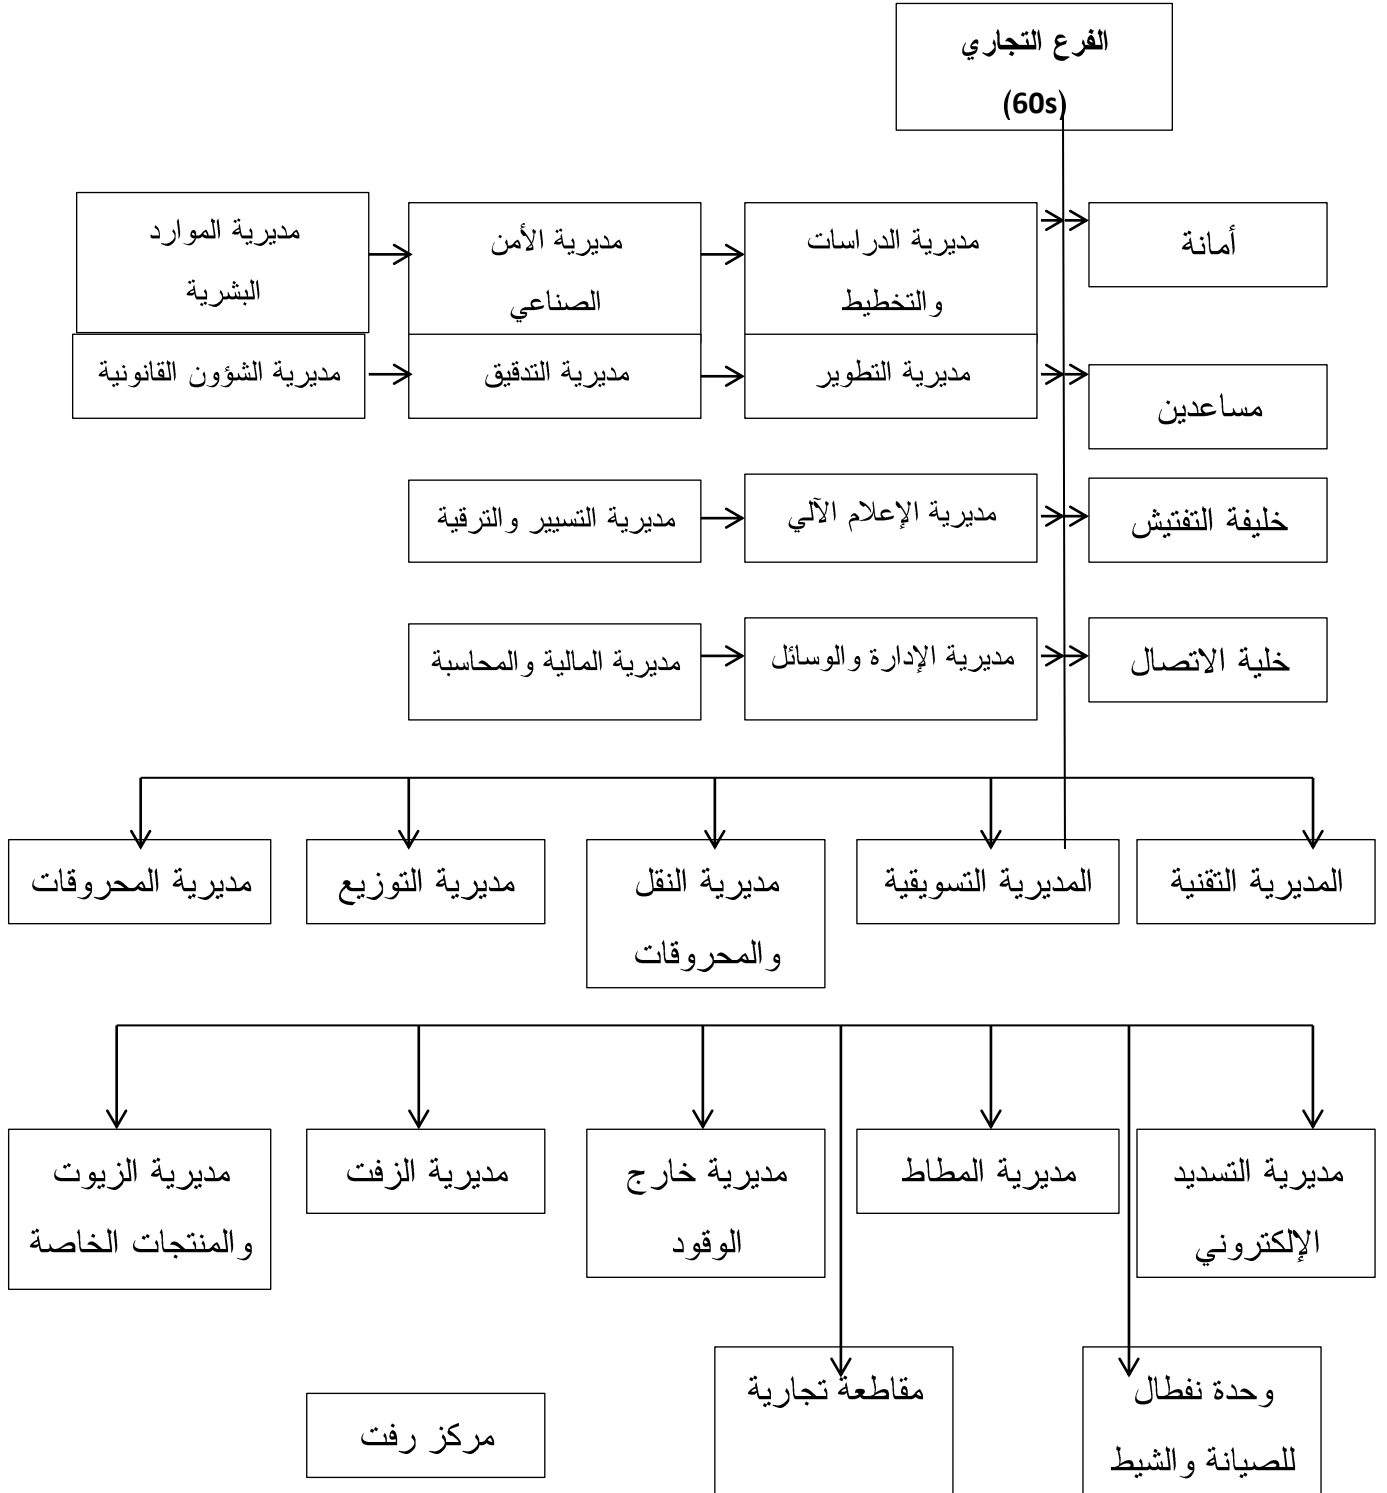 الفرع التجاري
(60s)
أمانة
مديرية الدراسات
والتخطيط
مديرية الأمن
الصناعي
مديرية الموارد
البشرية
مساعدين
مديرية التطوير
مديرية التدقيق
مديرية الشؤون القانونية
خليفة التفتيش
مديرية الإعلام الآلي
مديرية التسيير والترقية
خلية الاتصال
مديرية الإدارة والوسائل
مديرية المالية والمحاسبة
المديرية التقنية
المديرية التسويقية
مديرية النقل
والمحروقات
مديرية التوزيع
مديرية المحروقات
مديرية التسديد
الإلكتروني
مديرية المطاط
مديرية خارج
الوقود
مديرية الزفت
مديرية الزيوت
والمنتجات الخاصة
وحدة نفطال
للصيانة والشيط
مقاطعة تجارية
مركز رفت